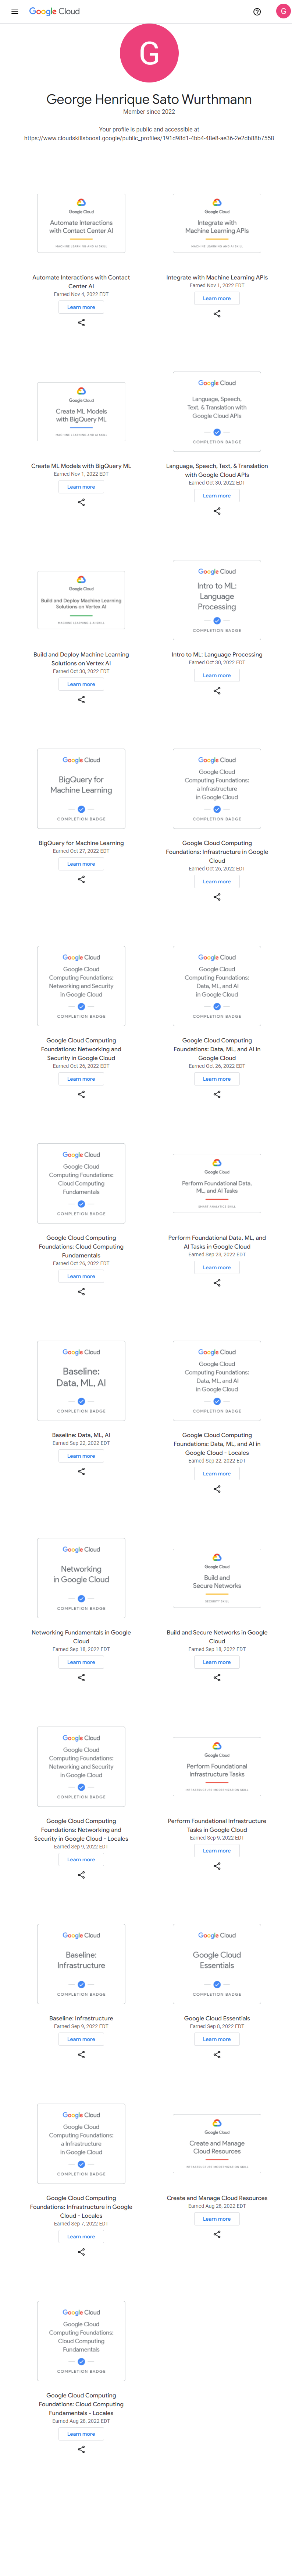 Google Cloud
G
G
George Henrique Sato Wurthmann
Member since 2022
Your profile is public and accessible at
https://www.cloudskillsboost.google/public_profiles/191d98d1-4bb4-48e8-ae36-2e2db88b7558
Google Cloud
Automate Interactions
with Contact Center AI
MACHINE LEARNING AND AI SKILL
Automate Interactions with Contact
Center AI
Earned Nov 4, 2022 EDT
Learn more
Google Cloud
Integrate with
Machine Learning APIs
MACHINE LEARNING AND AI SKILL
Integrate with Machine Learning APIs
Earned Nov 1, 2022 EDT
Learn more
Google Cloud
Create ML Models
with BigQuery ML
MACHINE LEARNING AND AI SKILL
Create ML Models with BigQuery ML
Earned Nov 1, 2022 EDT
Learn more
Google Cloud
Language, Speech,
Text, & Translation with
Google Cloud APIs
COMPLETION BADGE
Language, Speech, Text, & Translation
with Google Cloud APIs
Earned Oct 30, 2022 EDT
Learn more
Google Cloud
Build and Deploy Machine Learning
Solutions on Vertex AI
MACHINE LEARNING & AI SKILL
Build and Deploy Machine Learning
Solutions on Vertex AI
Earned Oct 30, 2022 EDT
Learn more
Google Cloud
Intro to ML:
Language
Processing
COMPLETION BADGE
Intro to ML: Language Processing
Earned Oct 30, 2022 EDT
Learn more
Google Cloud
BigQuery for
Machine Learning
COMPLETION BADGE
BigQuery for Machine Learning
Earned Oct 27, 2022 EDT
Learn more
Google Cloud
Google Cloud
Computing Foundations:
a Infrastructure
in Google Cloud
COMPLETION BADGE
Google Cloud Computing
Foundations: Infrastructure in Google
Cloud
Earned Oct 26, 2022 EDT
Learn more
Google Cloud
Google Cloud
Computing Foundations:
Networking and Security
in Google Cloud
COMPLETION BADGE
Google Cloud Computing
Foundations: Networking and
Security in Google Cloud
Earned Oct 26, 2022 EDT
Learn more
Google Cloud
Google Cloud
Computing Foundations:
Data, ML, and AI
in Google Cloud
COMPLETION BADGE
Google Cloud Computing
Foundations: Data, ML, and AI in
Google Cloud
Earned Oct 26, 2022 EDT
Learn more
Google Cloud
Google Cloud
Computing Foundations:
Cloud Computing
Fundamentals
COMPLETION BADGE
Google Cloud Computing
Foundations: Cloud Computing
Fundamentals
Earned Oct 26, 2022 EDT
Learn more
Google Cloud
Perform Foundational Data,
ML, and AI Tasks
SMART ANALYTICS SKILL
Perform Foundational Data, ML, and
AI Tasks in Google Cloud
Earned Sep 23, 2022 EDT
Learn more
Google Cloud
Baseline:
Data, ML, AI
COMPLETION BADGE
Baseline: Data, ML, AI
Earned Sep 22, 2022 EDT
Learn more
Google Cloud
Google Cloud
Computing Foundations:
Data, ML, and AI
in Google Cloud
COMPLETION BADGE
Google Cloud Computing
Foundations: Data, ML, and AI in
Google Cloud - Locales
Earned Sep 22, 2022 EDT
Learn more
Google Cloud
Networking
in Google Cloud
COMPLETION BADGE
Networking Fundamentals in Google
Cloud
Earned Sep 18, 2022 EDT
Learn more
Google Cloud
Build and
Secure Networks
SECURITY SKILL
Build and Secure Networks in Google
Cloud
Earned Sep 18, 2022 EDT
Learn more
Google Cloud
Google Cloud
Computing Foundations:
Networking and Security
in Google Cloud
COMPLETION BADGE
Google Cloud Computing
Foundations: Networking and
Security in Google Cloud - Locales
Earned Sep 9, 2022 EDT
Learn more
Google Cloud
Perform Foundational
Infrastructure Tasks
INFRASTRUCTURE MODERNIZATION SKILL
Perform Foundational Infrastructure
Tasks in Google Cloud
Earned Sep 9, 2022 EDT
Learn more
Google Cloud
Baseline:
Infrastructure
COMPLETION BADGE
Baseline: Infrastructure
Earned Sep 9, 2022 EDT
Learn more
Google Cloud
Google Cloud
Essentials
COMPLETION BADGE
Google Cloud Essentials
Earned Sep 8, 2022 EDT
Learn more
Google Cloud
Google Cloud
Computing Foundations:
a Infrastructure
in Google Cloud
COMPLETION BADGE
Google Cloud Computing
Foundations: Infrastructure in Google
Cloud - Locales
Earned Sep 7, 2022 EDT
Learn more
Google Cloud
Create and Manage
Cloud Resources
INFRASTRUCTURE MODERNIZATION SKILL
Create and Manage Cloud Resources
Earned Aug 28, 2022 EDT
Learn more
Google Cloud
Google Cloud
Computing Foundations:
Cloud Computing
Fundamentals
COMPLETION BADGE
Google Cloud Computing
Foundations: Cloud Computing
Fundamentals - Locales
Earned Aug 28, 2022 EDT
Learn more